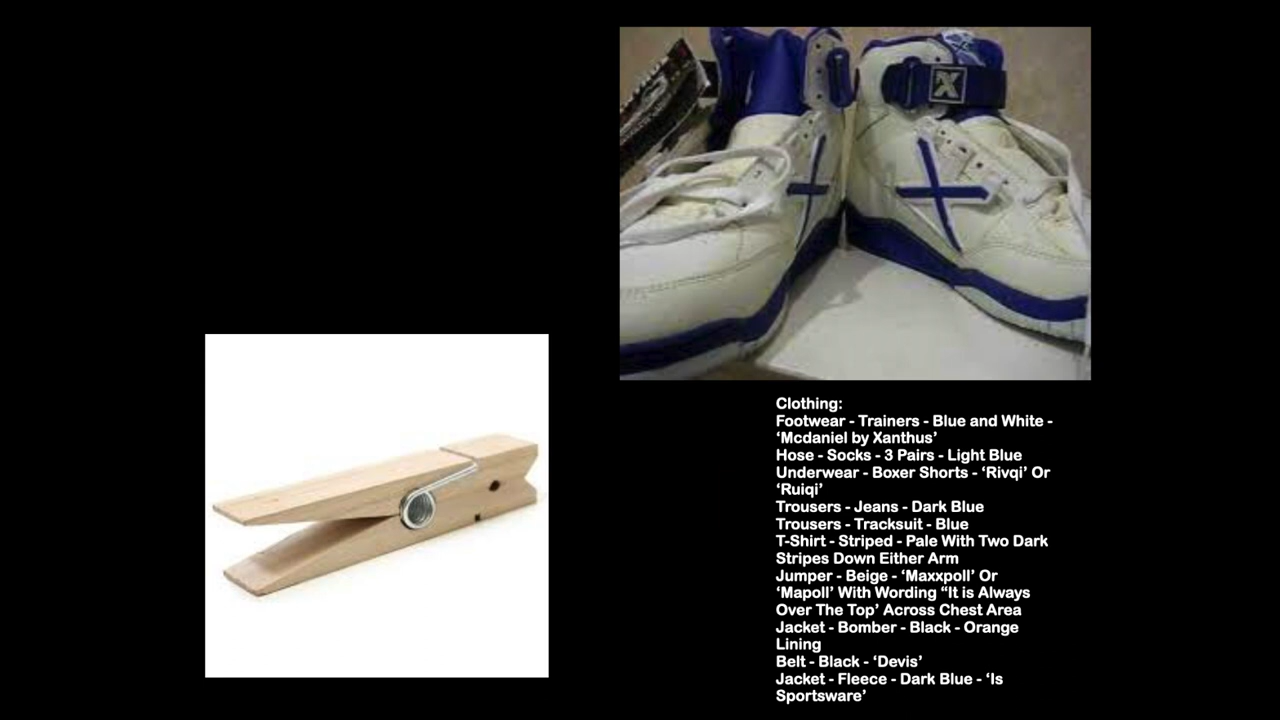 X
Clothing:
Footwear - Trainers - Blue and White -
‘Mcdaniel by Xanthus’
Hose - Socks - 3 Pairs - Light Blue
Underwear - Boxer Shorts - ‘Rivqi’ Or
‘Ruiqi’
Trousers - Jeans - Dark Blue
Trousers - Tracksuit - Blue
T-Shirt - Striped - Pale With Two Dark
Stripes Down Either Arm
Jumper - Beige - ‘Maxxpoll’ Or
‘Mapoll’ With Wording “It is Always
Over The Top’ Across Chest Area
Jacket - Bomber - Black - Orange
Lining
Belt - Black - ‘Devis’
Jacket - Fleece - Dark Blue - ‘Is
Sportsware’